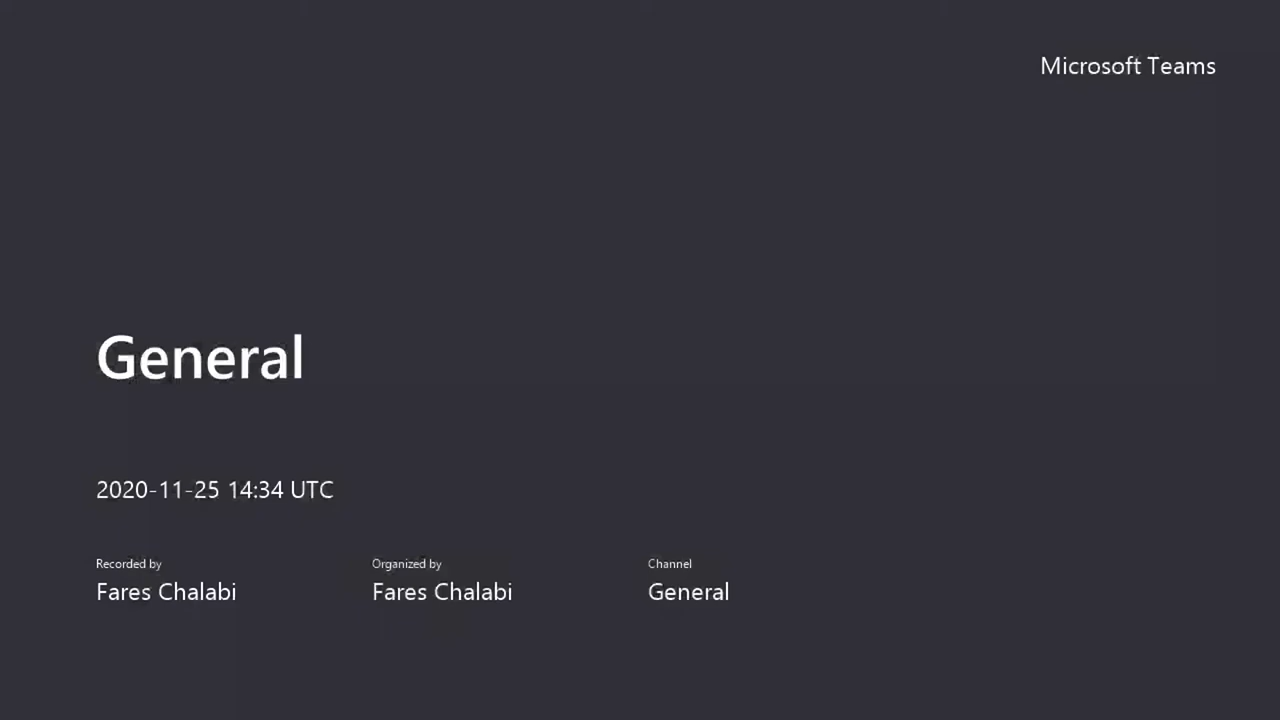 Microsoft Teams
General
2020-11-25 14:34 UTC
Recorded by
Fares Chalabi
Organized by
Fares Chalabi
Channel
General